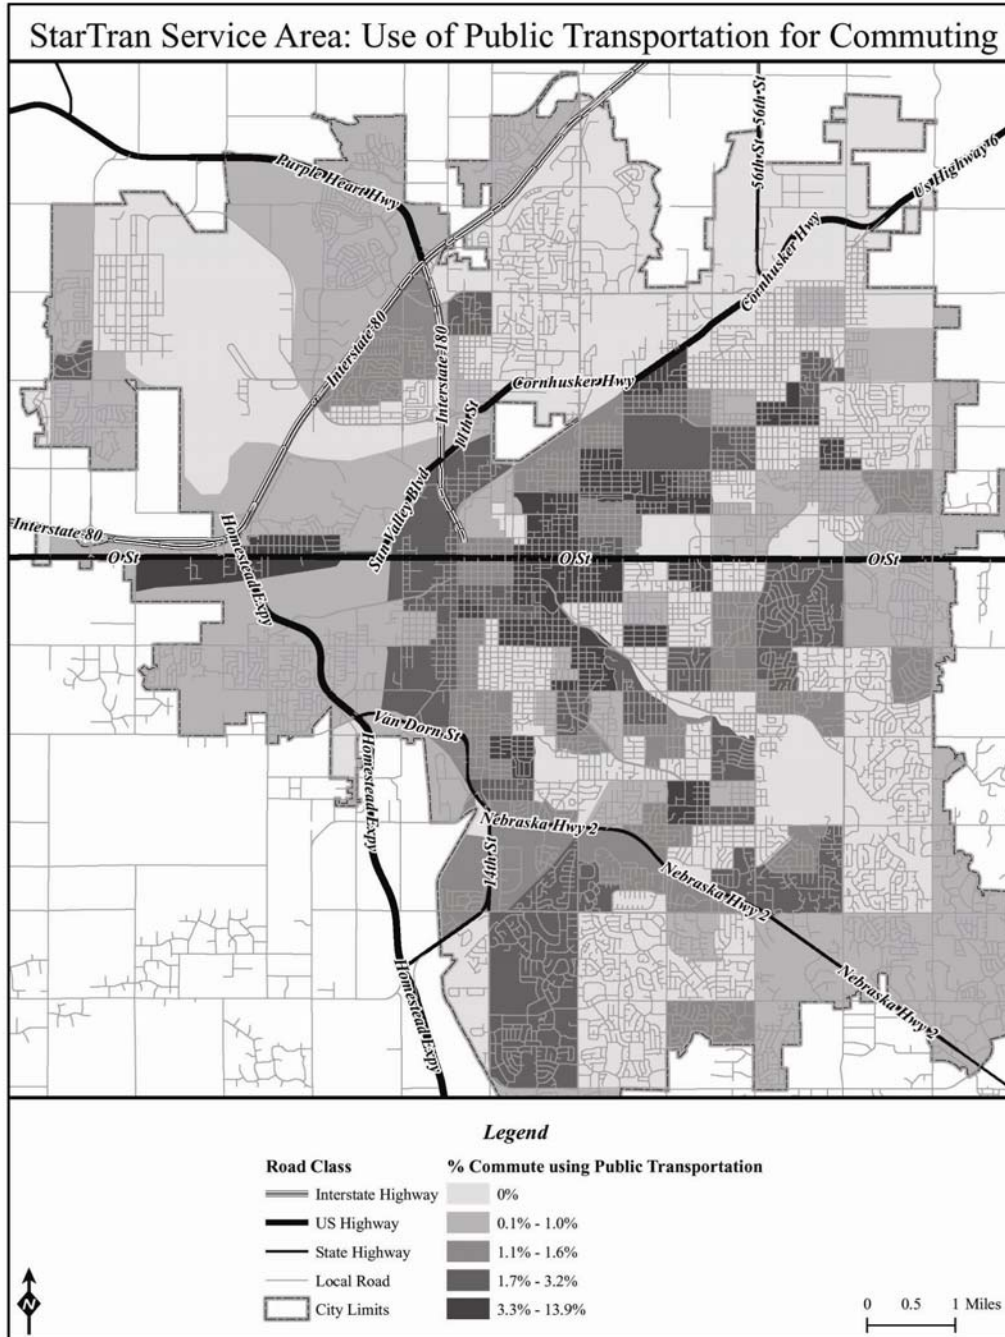 StarTran Service Area: Use of Public Transportation for Commuting
56th St
56th St
Us Highway 6
Purple Heart Hwy
Cornhusker Hwy
Interstate 80
Interstate 180
Cornhusker Hwy
11th St
Sun Valley Blvd
Interstate 80
Homestead Expy
O St
O St
O St
Van Dorn St
Homestead Expy
Nebraska Hwy 2
14th St
Nebraska Hwy 2
Nebraska Hwy 2
Homestead Expy
Legend
Road Class
Interstate Highway
US Highway
State Highway
Local Road
City Limits
% Commute using Public Transportation
0%
0.1% - 1.0%
1.1% - 1.6%
1.7% - 3.2%
3.3% - 13.9%
N
0 0.5 1 Miles